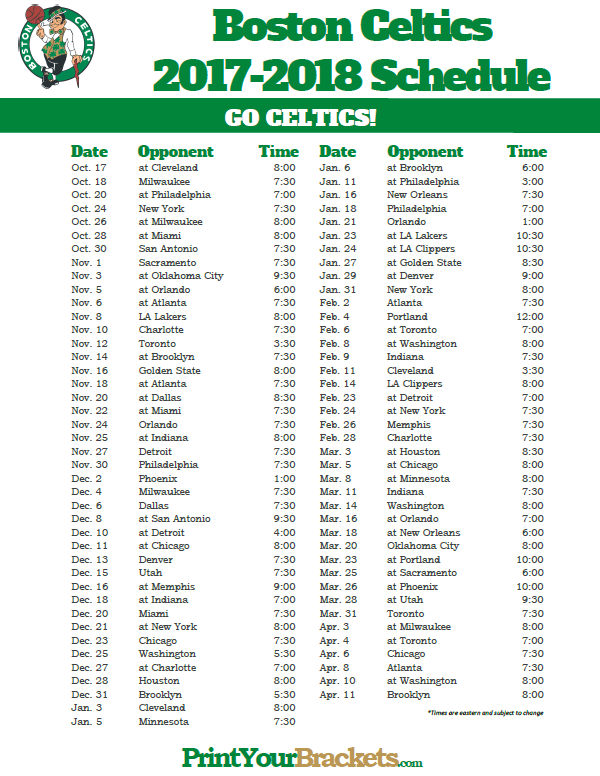 BOSTON CELTICS
Boston Celtics
2017-2018 Schedule
GO CELTICS!
Date Opponent Time
Oct. 17 at Cleveland 8:00
Oct. 18 Milwaukee 7:30
Oct. 20 at Philadelphia 7:00
Oct. 24 New York 7:30
Oct. 26 at Milwaukee 8:00
Oct. 28 at Miami 8:00
Oct. 30 San Antonio 7:30
Nov. 1 Sacramento 7:30
Nov. 3 at Oklahoma City 9:30
Nov. 5 at Orlando 6:00
Nov. 6 at Atlanta 7:30
Nov. 8 LA Lakers 8:00
Nov. 10 Charlotte 7:30
Nov. 12 Toronto 3:30
Nov. 14 at Brooklyn 7:30
Nov. 16 Golden State 8:00
Nov. 18 at Atlanta 7:30
Nov. 20 at Dallas 8:30
Nov. 22 at Miami 7:30
Nov. 24 Orlando 7:30
Nov. 25 at Indiana 8:00
Nov. 27 Detroit 7:30
Nov. 30 Philadelphia 7:30
Dec. 2 Phoenix 1:00
Dec. 4 Milwaukee 7:30
Dec. 6 Dallas 7:30
Dec. 8 at San Antonio 9:30
Dec. 10 at Detroit 4:00
Dec. 11 at Chicago 8:00
Dec. 13 Denver 7:30
Dec. 15 Utah 7:30
Dec. 16 at Memphis 9:00
Dec. 18 at Indiana 7:00
Dec. 20 Miami 7:30
Dec. 21 at New York 8:00
Dec. 23 Chicago 7:30
Dec. 25 Washington 5:30
Dec. 27 at Charlotte 7:00
Dec. 28 Houston 8:00
Dec. 31 Brooklyn 5:30
Jan. 3 Cleveland 8:00
Jan. 5 Minnesota 7:30
Date Opponent Time
Jan. 6 at Brooklyn 6:00
Jan. 11 at Philadelphia 3:00
Jan. 16 New Orleans 7:30
Jan. 18 Philadelphia 7:00
Jan. 21 Orlando 1:00
Jan. 23 at LA Lakers 10:30
Jan. 24 at LA Clippers 10:30
Jan. 27 at Golden State 8:30
Jan. 29 at Denver 9:00
Jan. 31 New York 8:00
Feb. 2 Atlanta 7:30
Feb. 4 Portland 12:00
Feb. 6 at Toronto 7:00
Feb. 8 at Washington 8:00
Feb. 9 Indiana 7:30
Feb. 11 Cleveland 3:30
Feb. 14 LA Clippers 8:00
Feb. 23 at Detroit 7:00
Feb. 24 at New York 7:30
Feb. 26 Memphis 7:30
Feb. 28 Charlotte 7:30
Mar. 3 at Houston 8:30
Mar. 5 at Chicago 8:00
Mar. 8 at Minnesota 8:00
Mar. 11 Indiana 7:30
Mar. 14 Washington 8:00
Mar. 16 at Orlando 7:00
Mar. 18 at New Orleans 6:00
Mar. 20 Oklahoma City 8:00
Mar. 23 at Portland 10:00
Mar. 25 at Sacramento 6:00
Mar. 26 at Phoenix 10:00
Mar. 28 at Utah 9:30
Mar. 31 Toronto 7:30
Apr. 3 at Milwaukee 8:00
Apr. 4 at Toronto 7:00
Apr. 6 Chicago 7:30
Apr. 8 Atlanta 7:30
Apr. 10 at Washington 8:00
Apr. 11 Brooklyn 8:00
*Times are eastern and subject to change
PrintYourBrackets.com